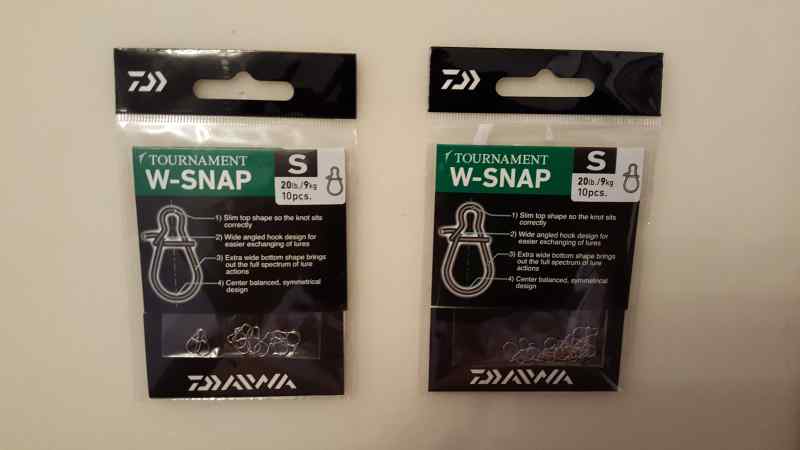 TOURNAMENT
W-SNAP
S
20lb./9kg
10pcs.
1) Slim top shape so the knot sits
correctly
2) Wide angled hook design for
easier exchanging of lures
3) Extra wide bottom shape brings
out the full spectrum of lure
actions
4) Center balanced, symmetrical
design
DAIWA
TOURNAMENT
W-SNAP
S
20lb./9kg
10pcs.
1) Slim top shape so the knot sits
correctly
2) Wide angled hook design for
easier exchanging of lures
3) Extra wide bottom shape brings
out the full spectrum of lure
actions
4) Center balanced, symmetrical
design
DAIWA